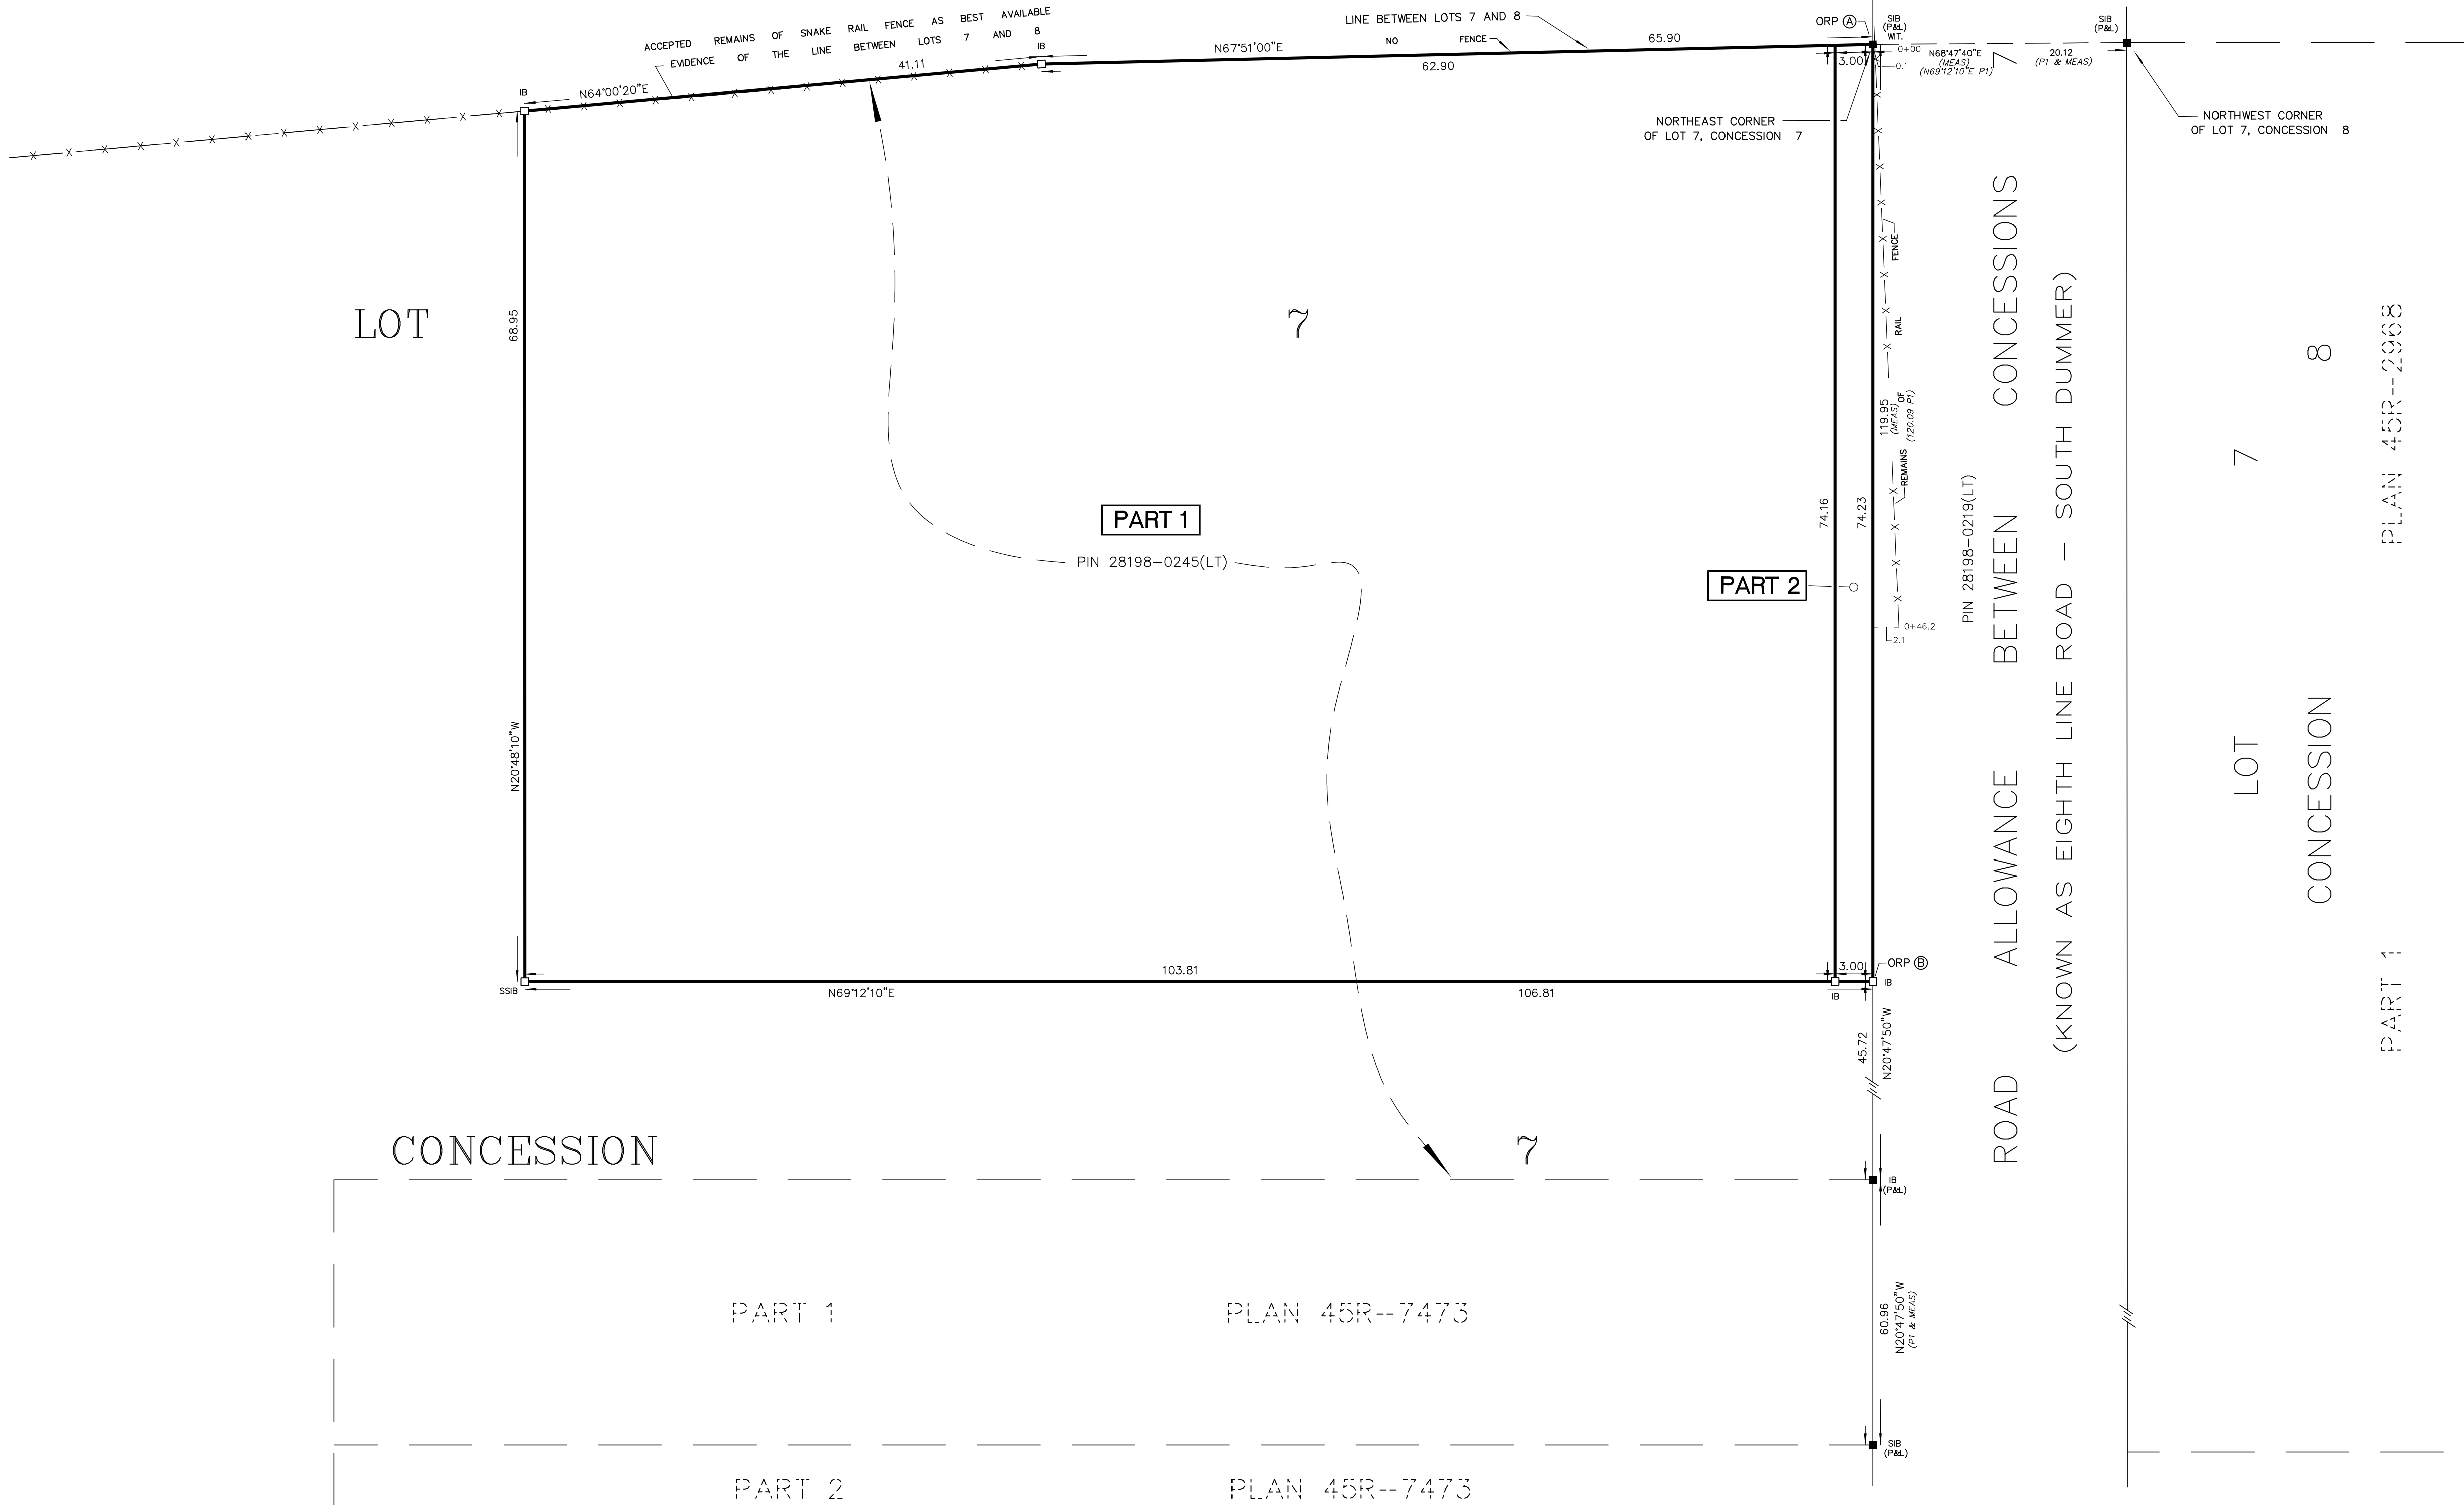 ACCEPTED REMAINS OF SNAKE RAIL FENCE AS BEST AVAILABLE
EVIDENCE OF THE LINE BETWEEN LOTS 7 AND 8
IB
IB
N64°00'20"E
41.11
N67°51'00"E
NO FENCE
LINE BETWEEN LOTS 7 AND 8
65.90
62.90
ORP A
SIB
(P&L)
WIT.
0+00
3.00
0.1
N68°47'40"E
(MEAS)
(N69°12'10"E P1)
20.12
(P1 & MEAS)
SIB
(P&L)
NORTHEAST CORNER
OF LOT 7, CONCESSION 7
NORTHWEST CORNER
OF LOT 7, CONCESSION 8
LOT 7
68.95
N20°48'10"W
PART 1
PIN 28198-0245(LT)
PART 2
74.16
74.23
119.95
(MEAS)
(120.09 P1)
REMAINS OF RAIL FENCE
0+46.2
2.1
PIN 28198-0219(LT)
ROAD ALLOWANCE BETWEEN CONCESSIONS 7
(KNOWN AS EIGHTH LINE ROAD - SOUTH DUMMER)
LOT 7
CONCESSION 8
PART 1 PLAN 45R--2968
SSIB
103.81
N69°12'10"E
106.81
3.00
IB
ORP B
IB
45.72
N20°47'50"W
CONCESSION 7
IB
(P&L)
60.96
N20°47'50"W
(P1 & MEAS)
PART 1 PLAN 45R--7473
SIB
(P&L)
PART 2 PLAN 45R--7473